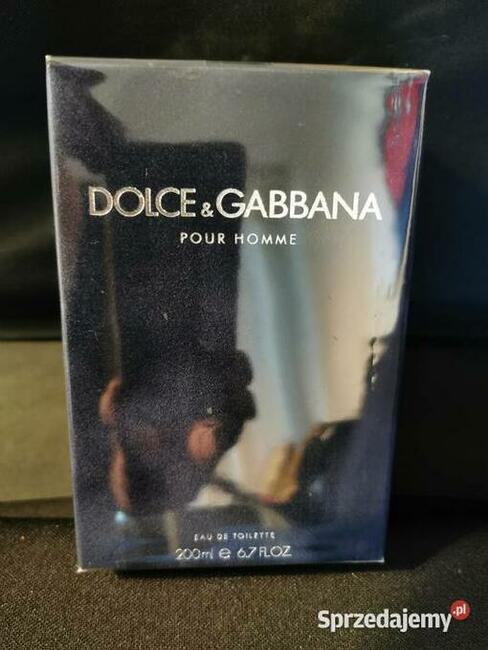 DOLCE & GABBANA
POUR HOMME
EAU DE TOILETTE
200ml e 6.7 FL.OZ
Sprzedajemy.pl